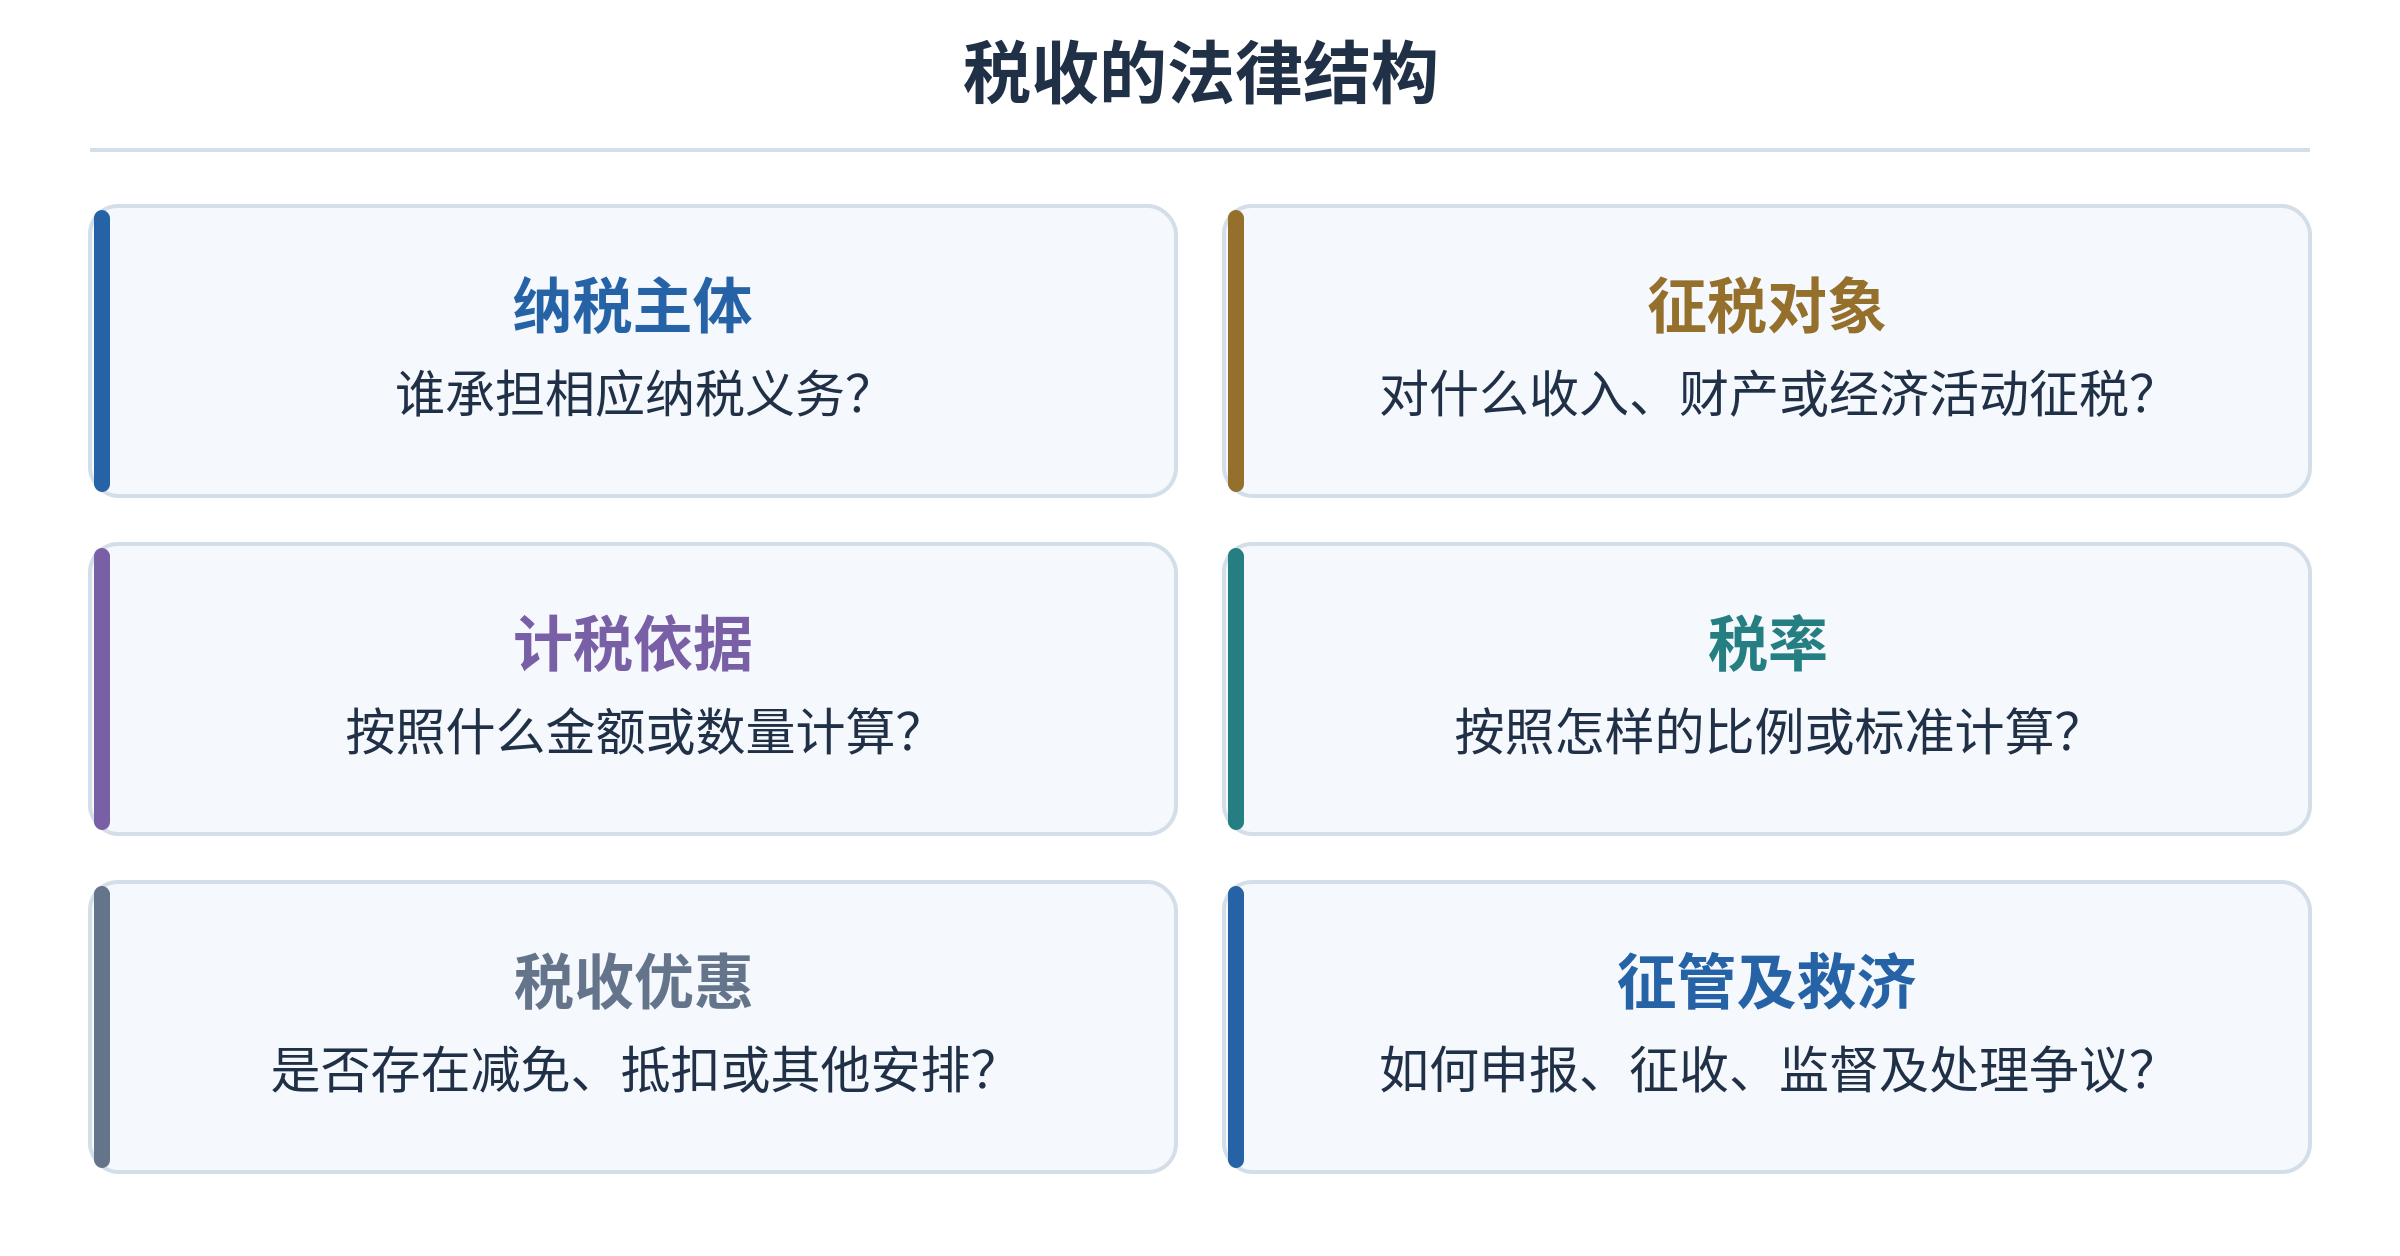 税收的法律结构
纳税主体
谁承担相应纳税义务？
征税对象
对什么收入、财产或经济活动征税？
计税依据
按照什么金额或数量计算？
税率
按照怎样的比例或标准计算？
税收优惠
是否存在减免、抵扣或其他安排？
征管及救济
如何申报、征收、监督及处理争议？